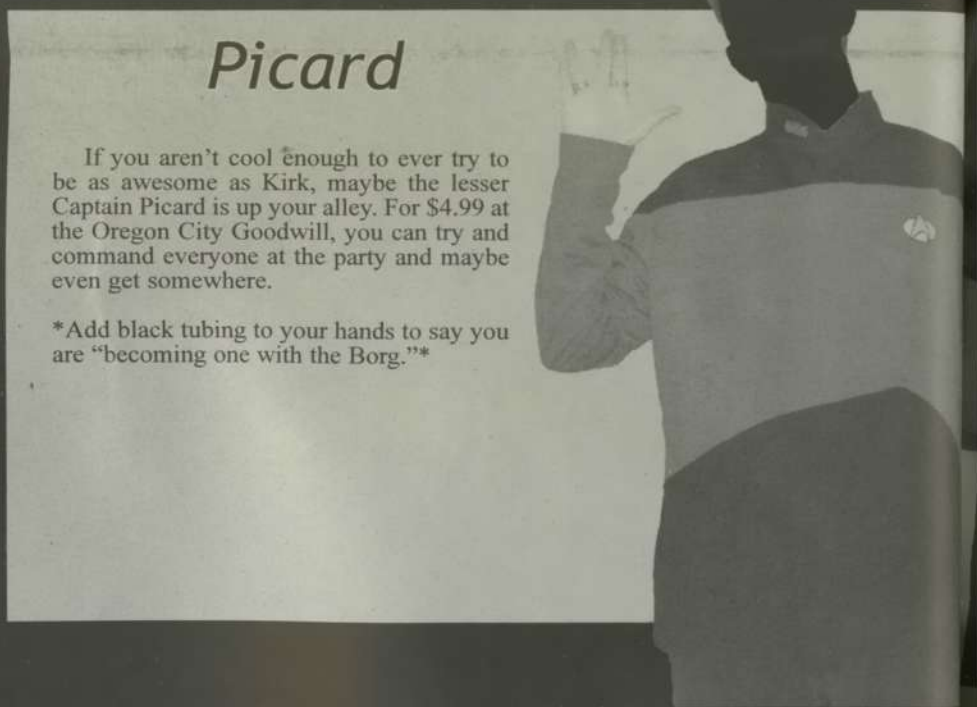 Picard
If you aren't cool enough to ever try to
be as awesome as Kirk, maybe the lesser
Captain Picard is up your alley. For $4.99 at
the Oregon City Goodwill, you can try and
command everyone at the party and maybe
even get somewhere.
*Add black tubing to your hands to say you
are “becoming one with the Borg.”*